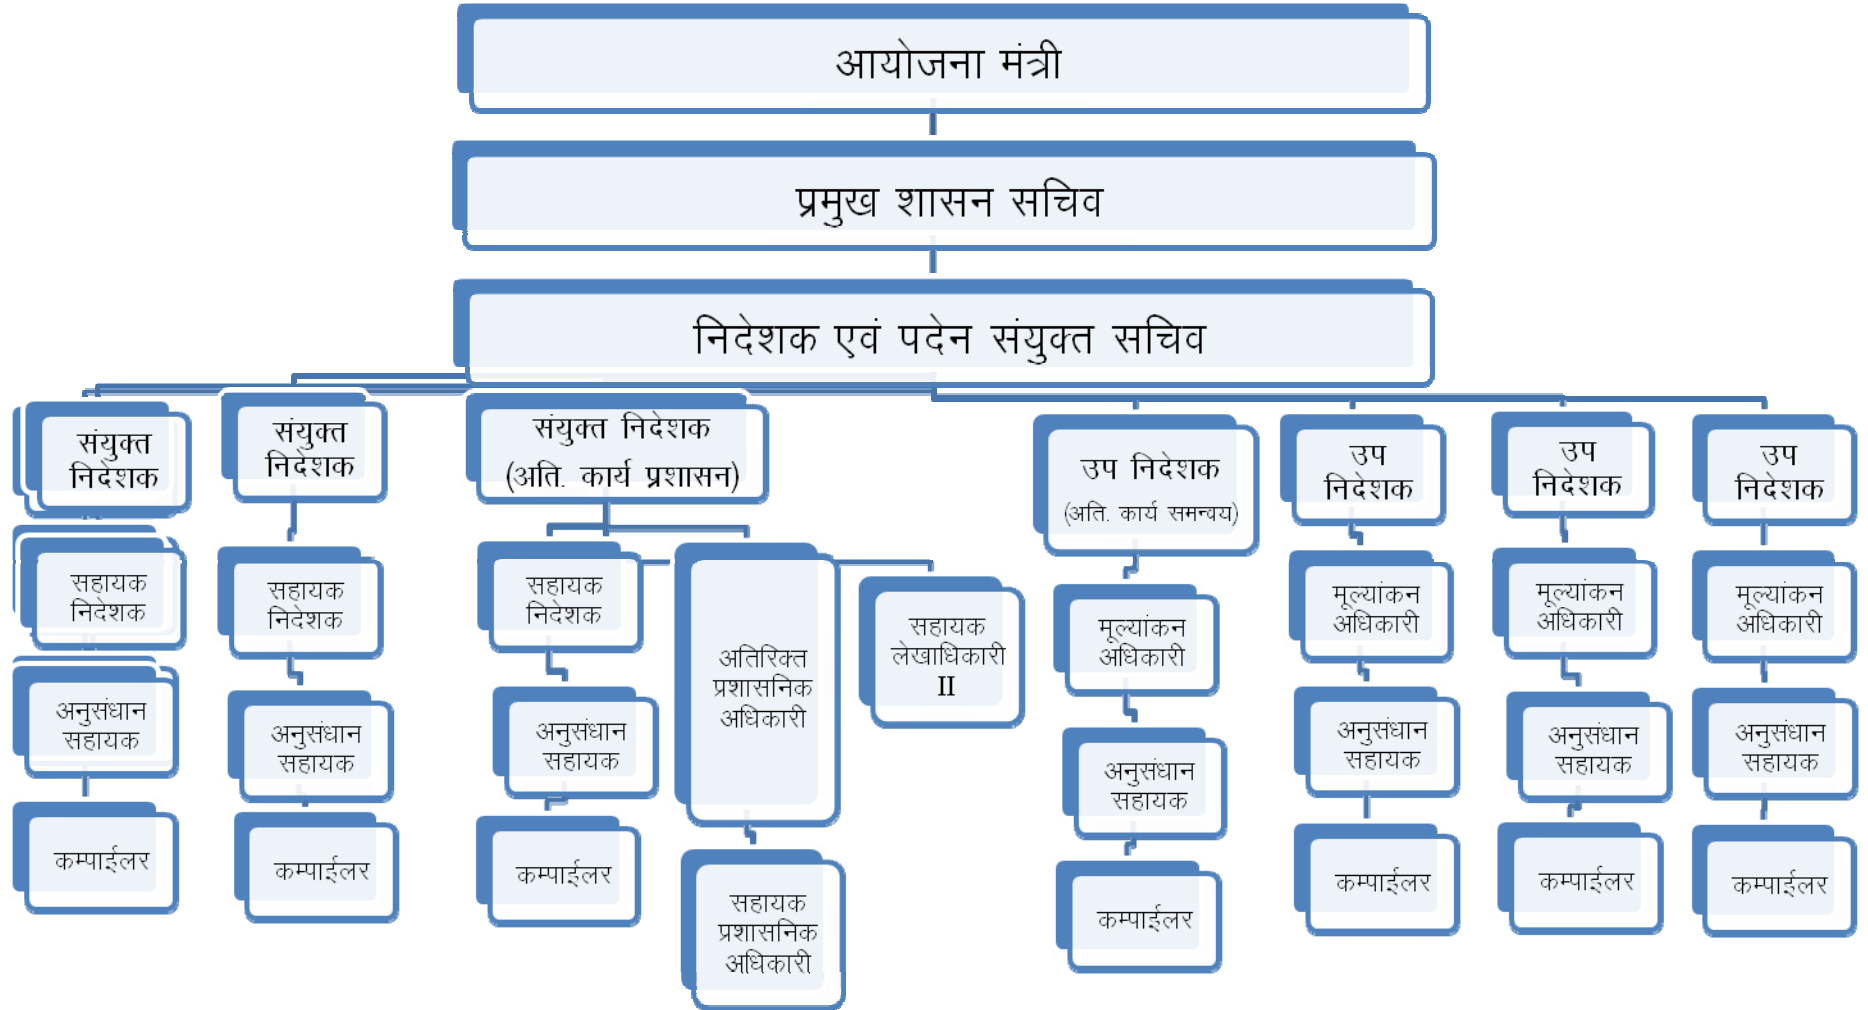 आयोजना मंत्री
प्रमुख शासन सचिव
निदेशक एवं पदेन संयुक्त सचिव
संयुक्त
निदेशक
सहायक
निदेशक
अनुसंधान
सहायक
कम्पाईलर
संयुक्त
निदेशक
सहायक
निदेशक
अनुसंधान
सहायक
कम्पाईलर
संयुक्त निदेशक
(अति. कार्य प्रशासन)
सहायक
निदेशक
अनुसंधान
सहायक
कम्पाईलर
अतिरिक्त
प्रशासनिक
अधिकारी
सहायक
प्रशासनिक
अधिकारी
सहायक
लेखाधिकारी
II
उप निदेशक
(अति. कार्य समन्वय)
मूल्यांकन
अधिकारी
अनुसंधान
सहायक
कम्पाईलर
उप
निदेशक
मूल्यांकन
अधिकारी
अनुसंधान
सहायक
कम्पाईलर
उप
निदेशक
मूल्यांकन
अधिकारी
अनुसंधान
सहायक
कम्पाईलर
उप
निदेशक
मूल्यांकन
अधिकारी
अनुसंधान
सहायक
कम्पाईलर